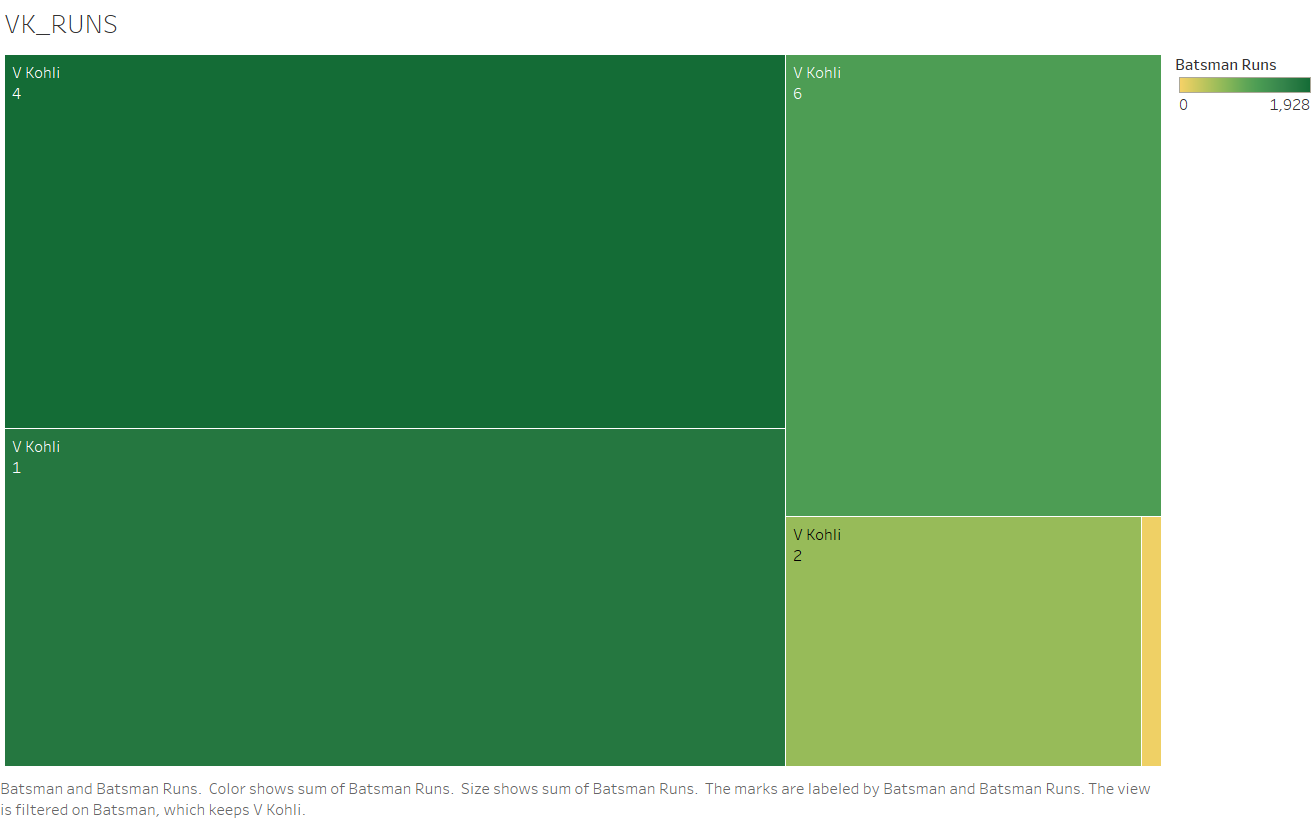 VK_RUNS
V Kohli
4
V Kohli
6
Batsman Runs
0 1,928
V Kohli
1
V Kohli
2
Batsman and Batsman Runs.  Color shows sum of Batsman Runs.  Size shows sum of Batsman Runs.  The marks are labeled by Batsman and Batsman Runs. The view
is filtered on Batsman, which keeps V Kohli.